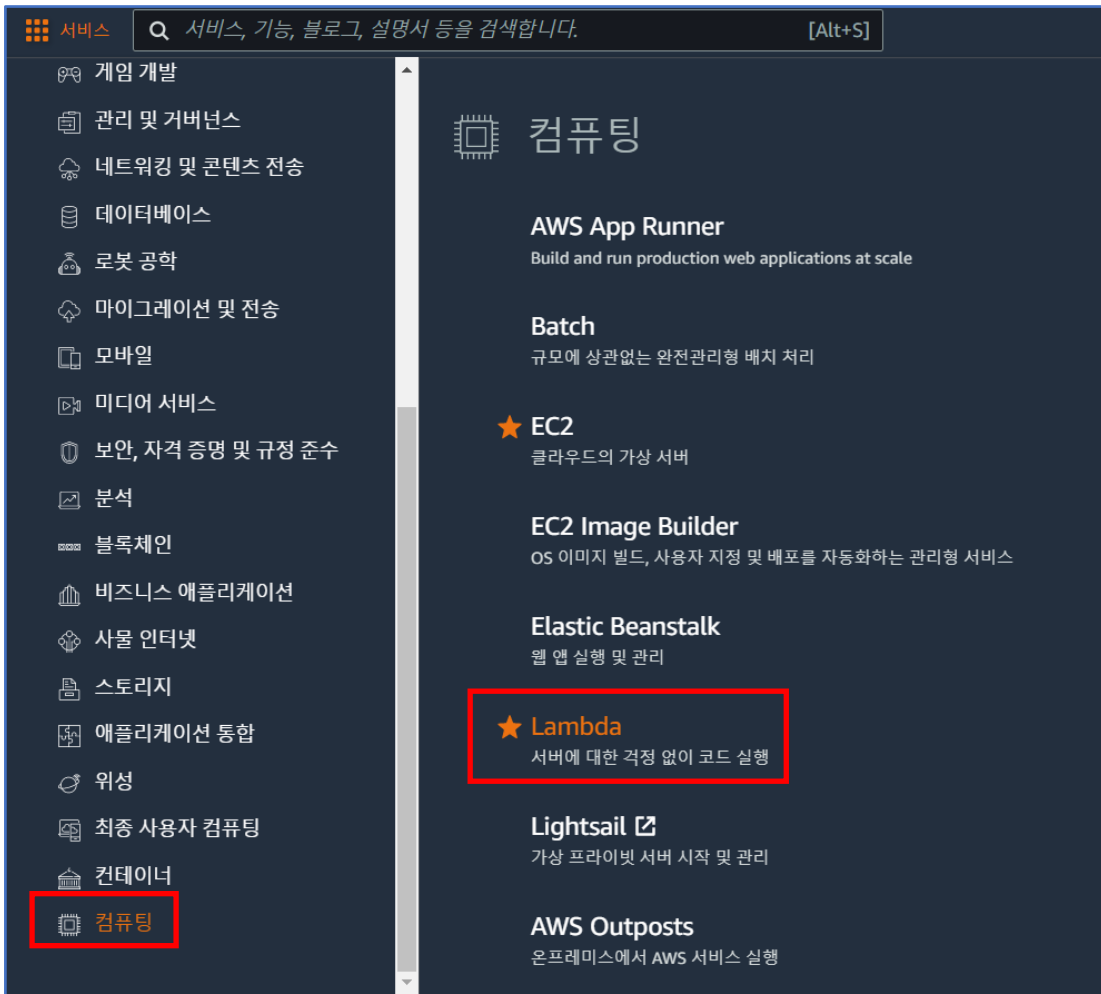 서비스
서비스, 기능, 블로그, 설명서 등을 검색합니다.
[Alt+S]
게임 개발
관리 및 거버넌스
네트워킹 및 콘텐츠 전송
데이터베이스
로봇 공학
마이그레이션 및 전송
모바일
미디어 서비스
보안, 자격 증명 및 규정 준수
분석
블록체인
비즈니스 애플리케이션
사물 인터넷
스토리지
애플리케이션 통합
위성
최종 사용자 컴퓨팅
컨테이너
컴퓨팅
컴퓨팅
AWS App Runner
Build and run production web applications at scale
Batch
규모에 상관없는 완전관리형 배치 처리
EC2
클라우드의 가상 서버
EC2 Image Builder
OS 이미지 빌드, 사용자 지정 및 배포를 자동화하는 관리형 서비스
Elastic Beanstalk
웹 앱 실행 및 관리
Lambda
서버에 대한 걱정 없이 코드 실행
Lightsail
가상 프라이빗 서버 시작 및 관리
AWS Outposts
온프레미스에서 AWS 서비스 실행